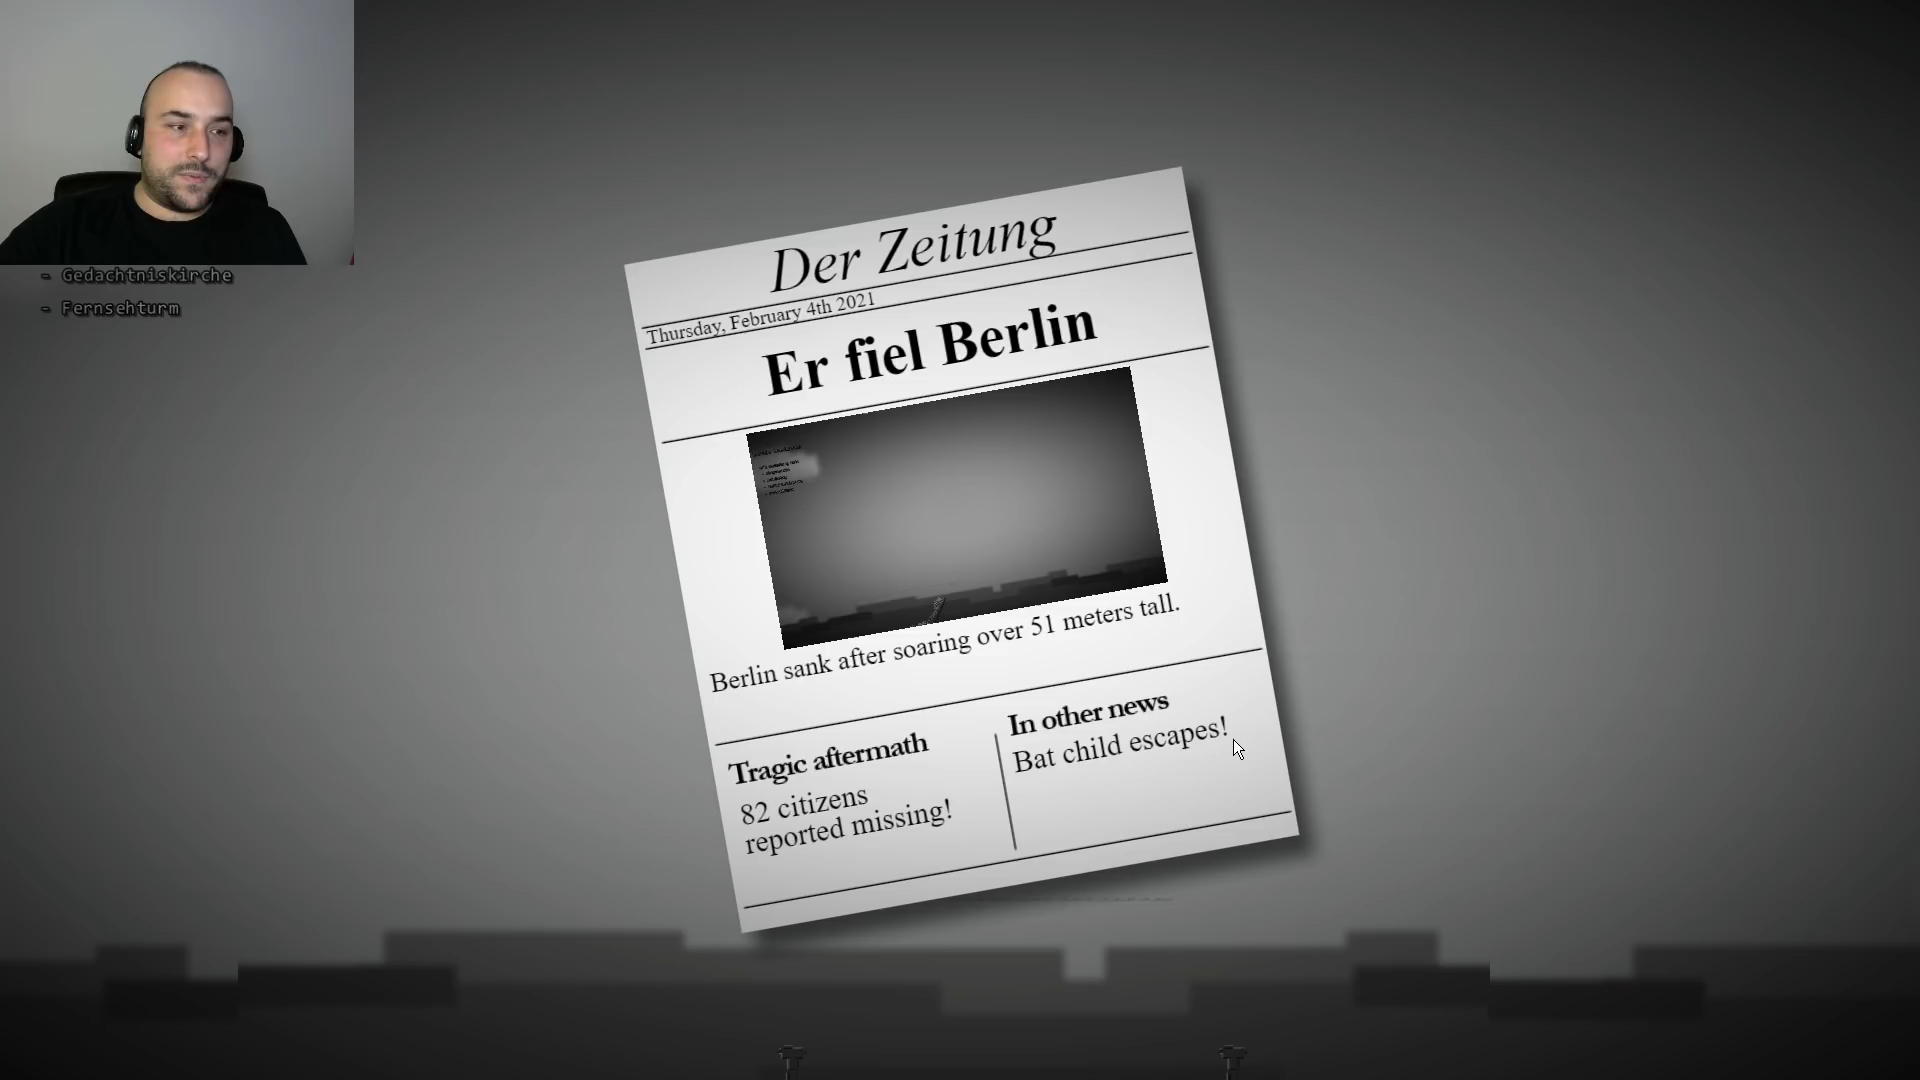 - Gedachtniskirche
- Fernsehturm
Der Zeitung
Thursday, February 4th 2021
Er fiel Berlin
Berlin sank after soaring over 51 meters tall.
Tragic aftermath
82 citizens
reported missing!
In other news
Bat child escapes!